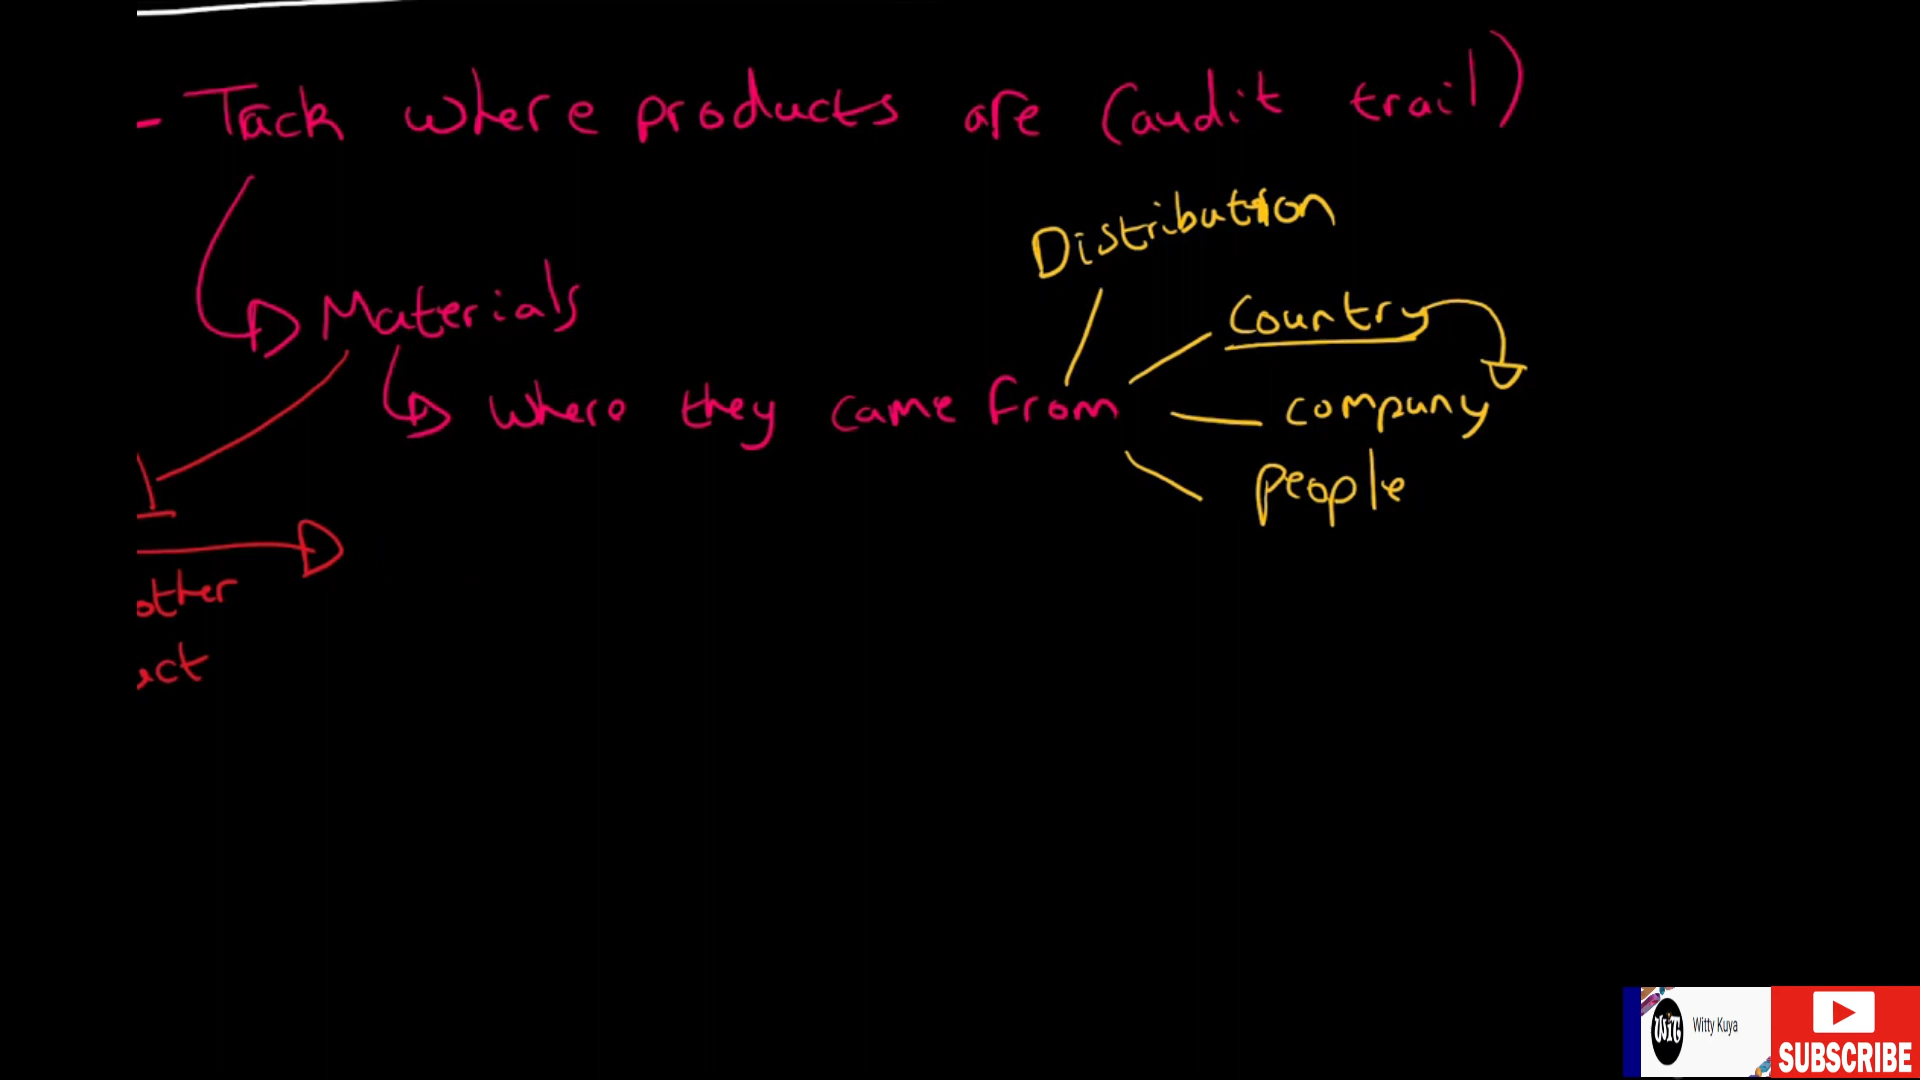 - Track where products are (audit trail)
Distribution
Materials
Country
where they came from
company
people
other
ect
Witty Kuya
SUBSCRIBE